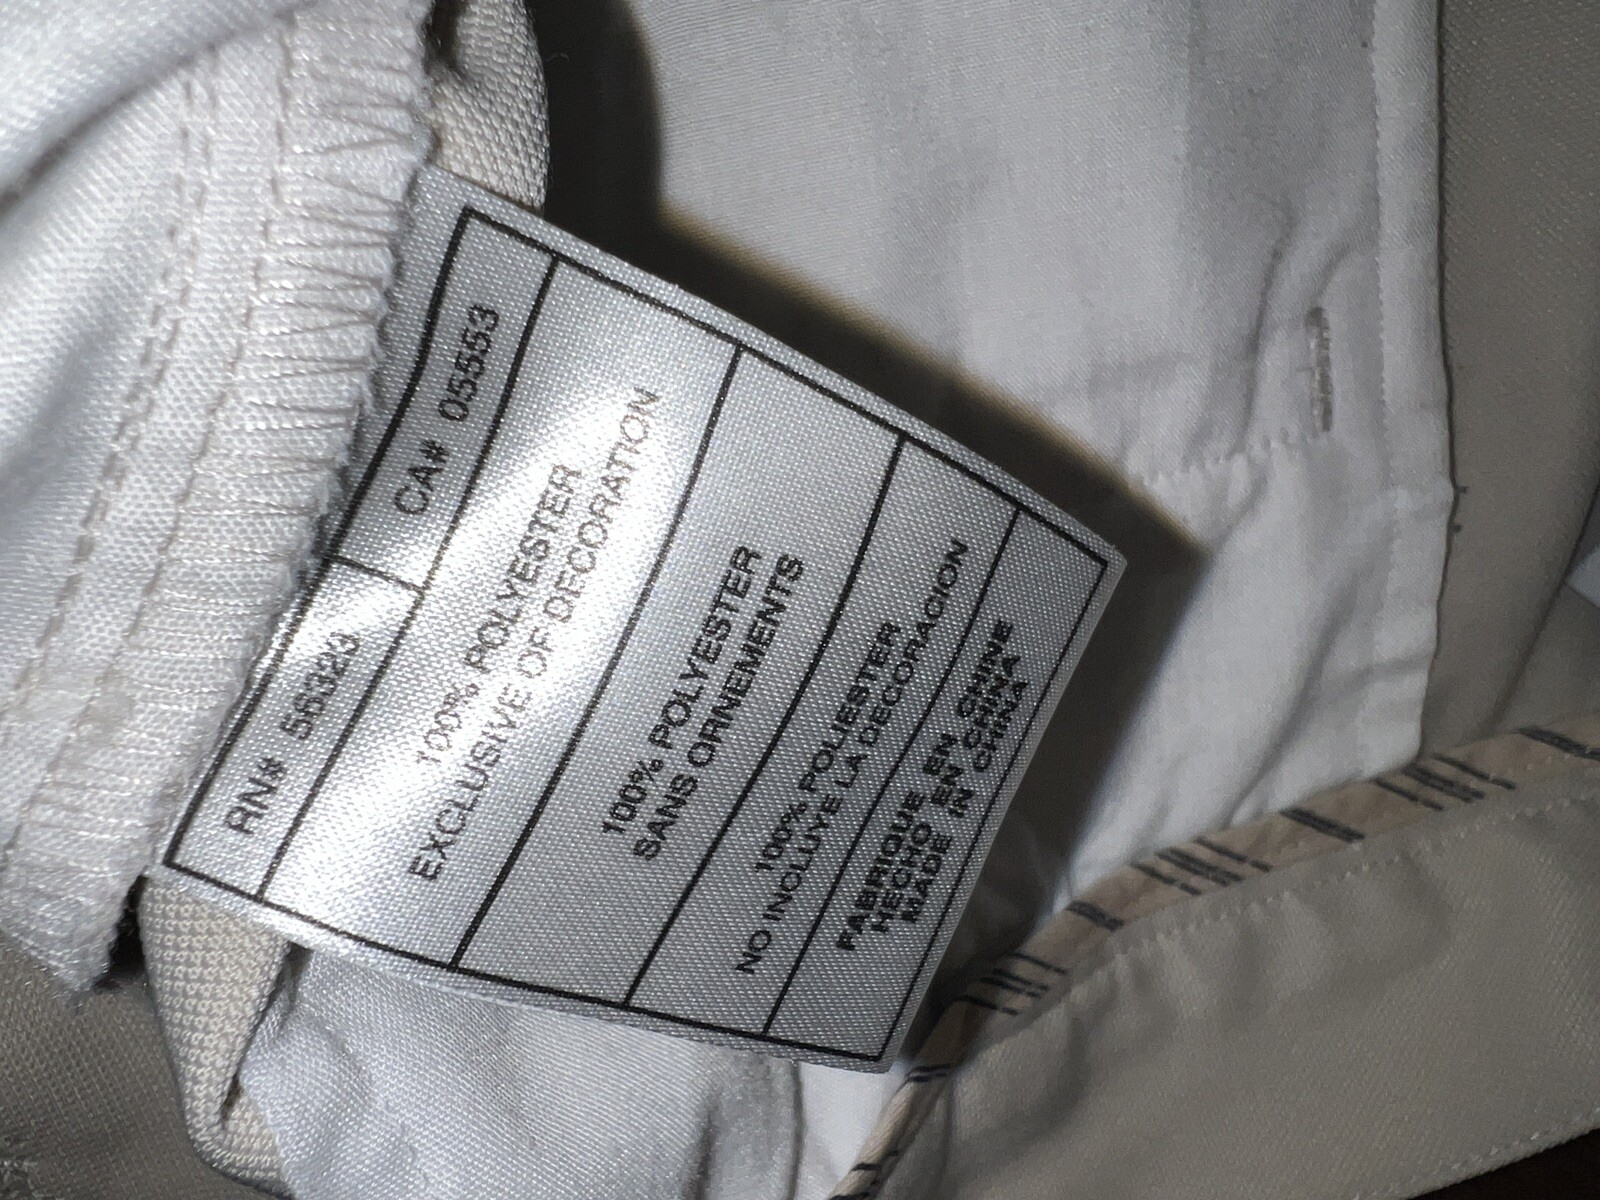 RN# 56323 CA# 05553
100% POLYESTER
EXCLUSIVE OF DECORATION
100% POLYESTER
SANS ORNEMENTS
100% POLIESTER
NO INCLUYE LA DECORACION
FABRIQUE EN CHINE
HECHO EN CHINA
MADE IN CHINA